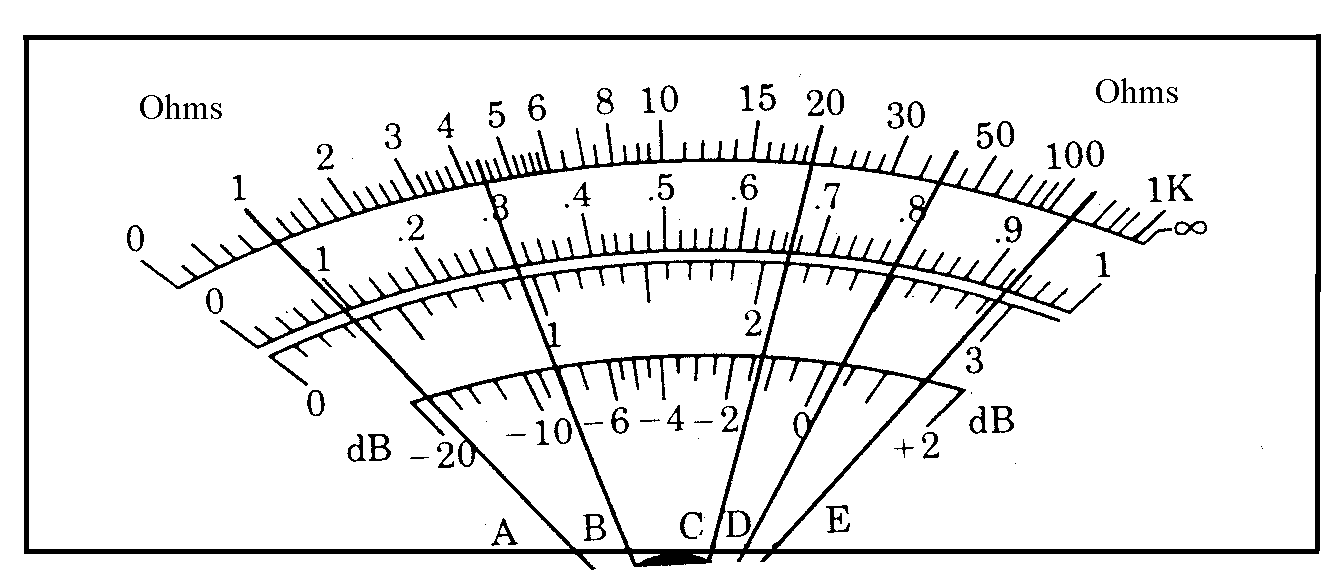 Ohms Ohms
0 1 2 3 4 5 6 8 10 15 20 30 50 100 1K ∞
0 1 .2 .3 .4 .5 .6 .7 .8 .9 1
0 1 2 3
dB -20 -10 -6 -4 -2 0 +2 dB
A B C D E